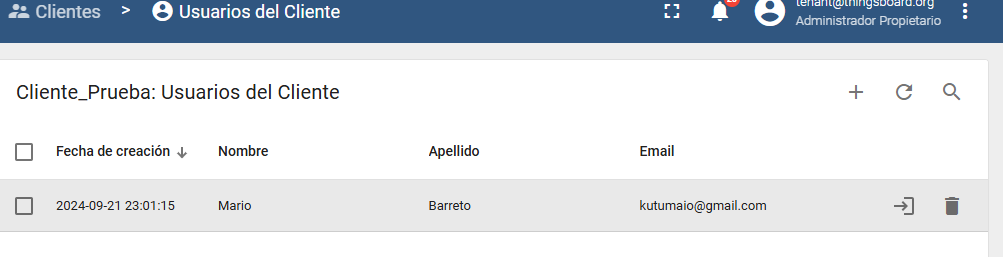 Clientes > Usuarios del Cliente
tenant@thingsboard.org
Administrador Propietario
Cliente_Prueba: Usuarios del Cliente
Fecha de creación Nombre Apellido Email
2024-09-21 23:01:15 Mario Barreto kutumaio@gmail.com